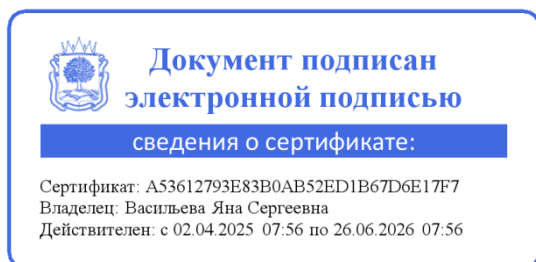 Документ подписан
электронной подписью
сведения о сертификате:
Сертификат: A53612793E83B0AB52ED1B67D6E17F7
Владелец: Васильева Яна Сергеевна
Действителен: с 02.04.2025 07:56 по 26.06.2026 07:56